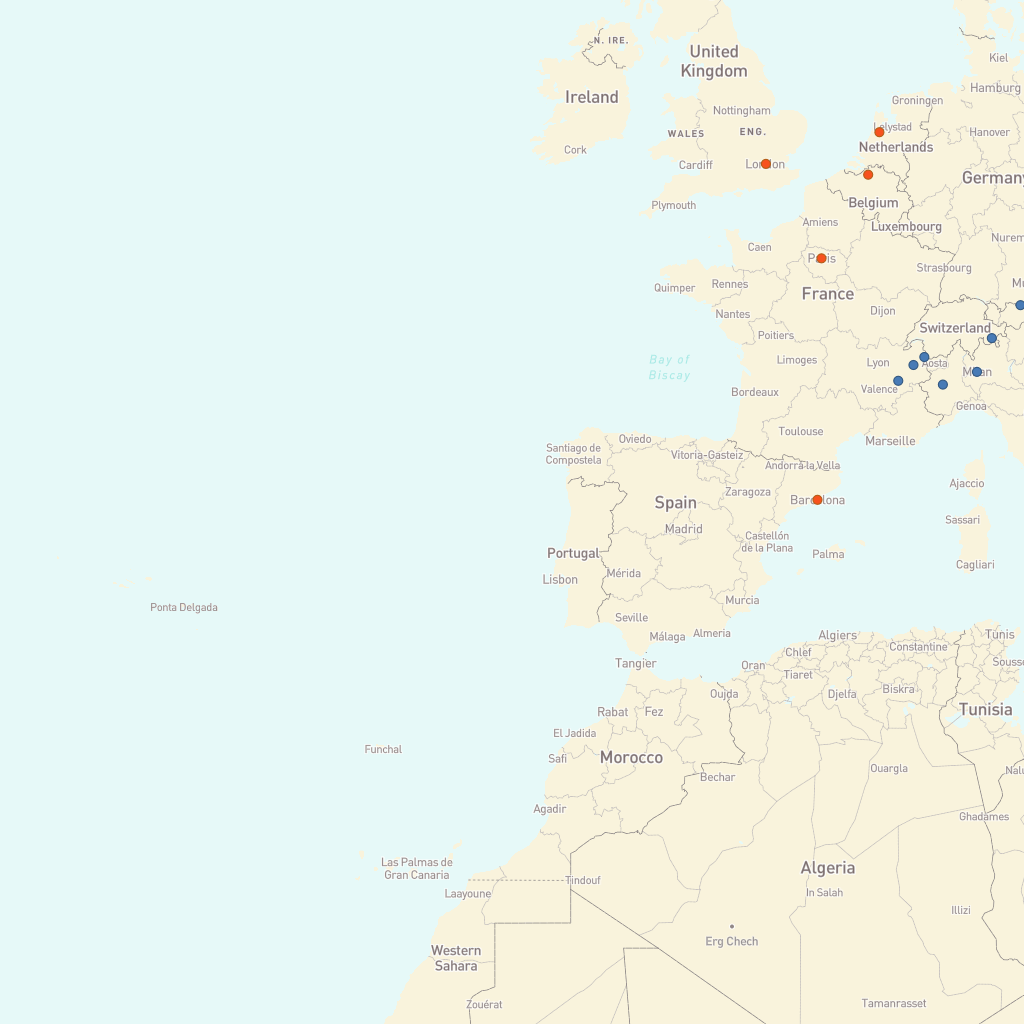 N. IRE.
United
Kingdom
Kiel
Hamburg
Ireland
Groningen
Nottingham
Lelystad
WALES
ENG.
Hanover
Netherlands
Cork
Cardiff
London
Germany
Plymouth
Belgium
Amiens
Luxembourg
Caen
Paris
Strasbourg
Quimper
Rennes
France
Dijon
Nantes
Switzerland
Poitiers
Bay of
Biscay
Limoges
Lyon
Aosta
Milan
Valence
Bordeaux
Genoa
Toulouse
Marseille
Oviedo
Santiago de
Compostela
Vitoria-Gasteiz
Andorra la Vella
Zaragoza
Ajaccio
Spain
Barcelona
Madrid
Sassari
Castellón
de la Plana
Portugal
Palma
Cagliari
Lisbon
Mérida
Ponta Delgada
Murcia
Seville
Málaga
Almeria
Algiers
Tunis
Constantine
Chlef
Tangier
Oran
Tiaret
Biskra
Oujda
Djelfa
Rabat
Fez
Tunisia
El Jadida
Funchal
Safi
Morocco
Bechar
Ouargla
Agadir
Ghadames
Las Palmas de
Gran Canaria
Algeria
Tindouf
Laayoune
In Salah
Illizi
Erg Chech
Western
Sahara
Zouérat
Tamanrasset